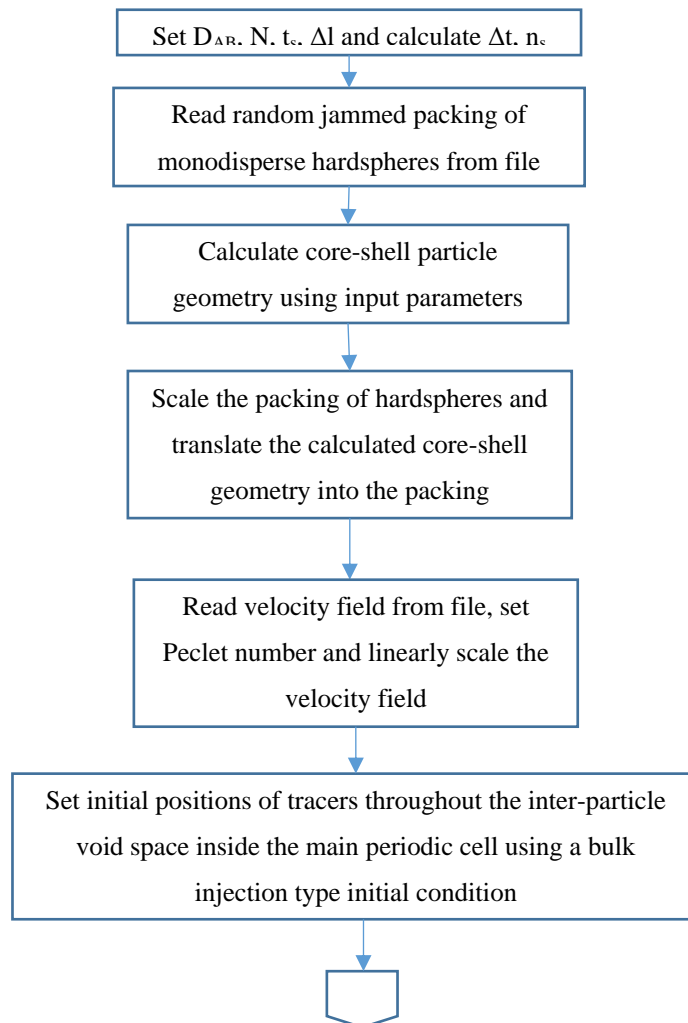 Set D_AB, N, t_s, Δl and calculate Δt, n_s
Read random jammed packing of
monodisperse hardspheres from file
Calculate core-shell particle
geometry using input parameters
Scale the packing of hardspheres and
translate the calculated core-shell
geometry into the packing
Read velocity field from file, set
Peclet number and linearly scale the
velocity field
Set initial positions of tracers throughout the inter-particle
void space inside the main periodic cell using a bulk
injection type initial condition